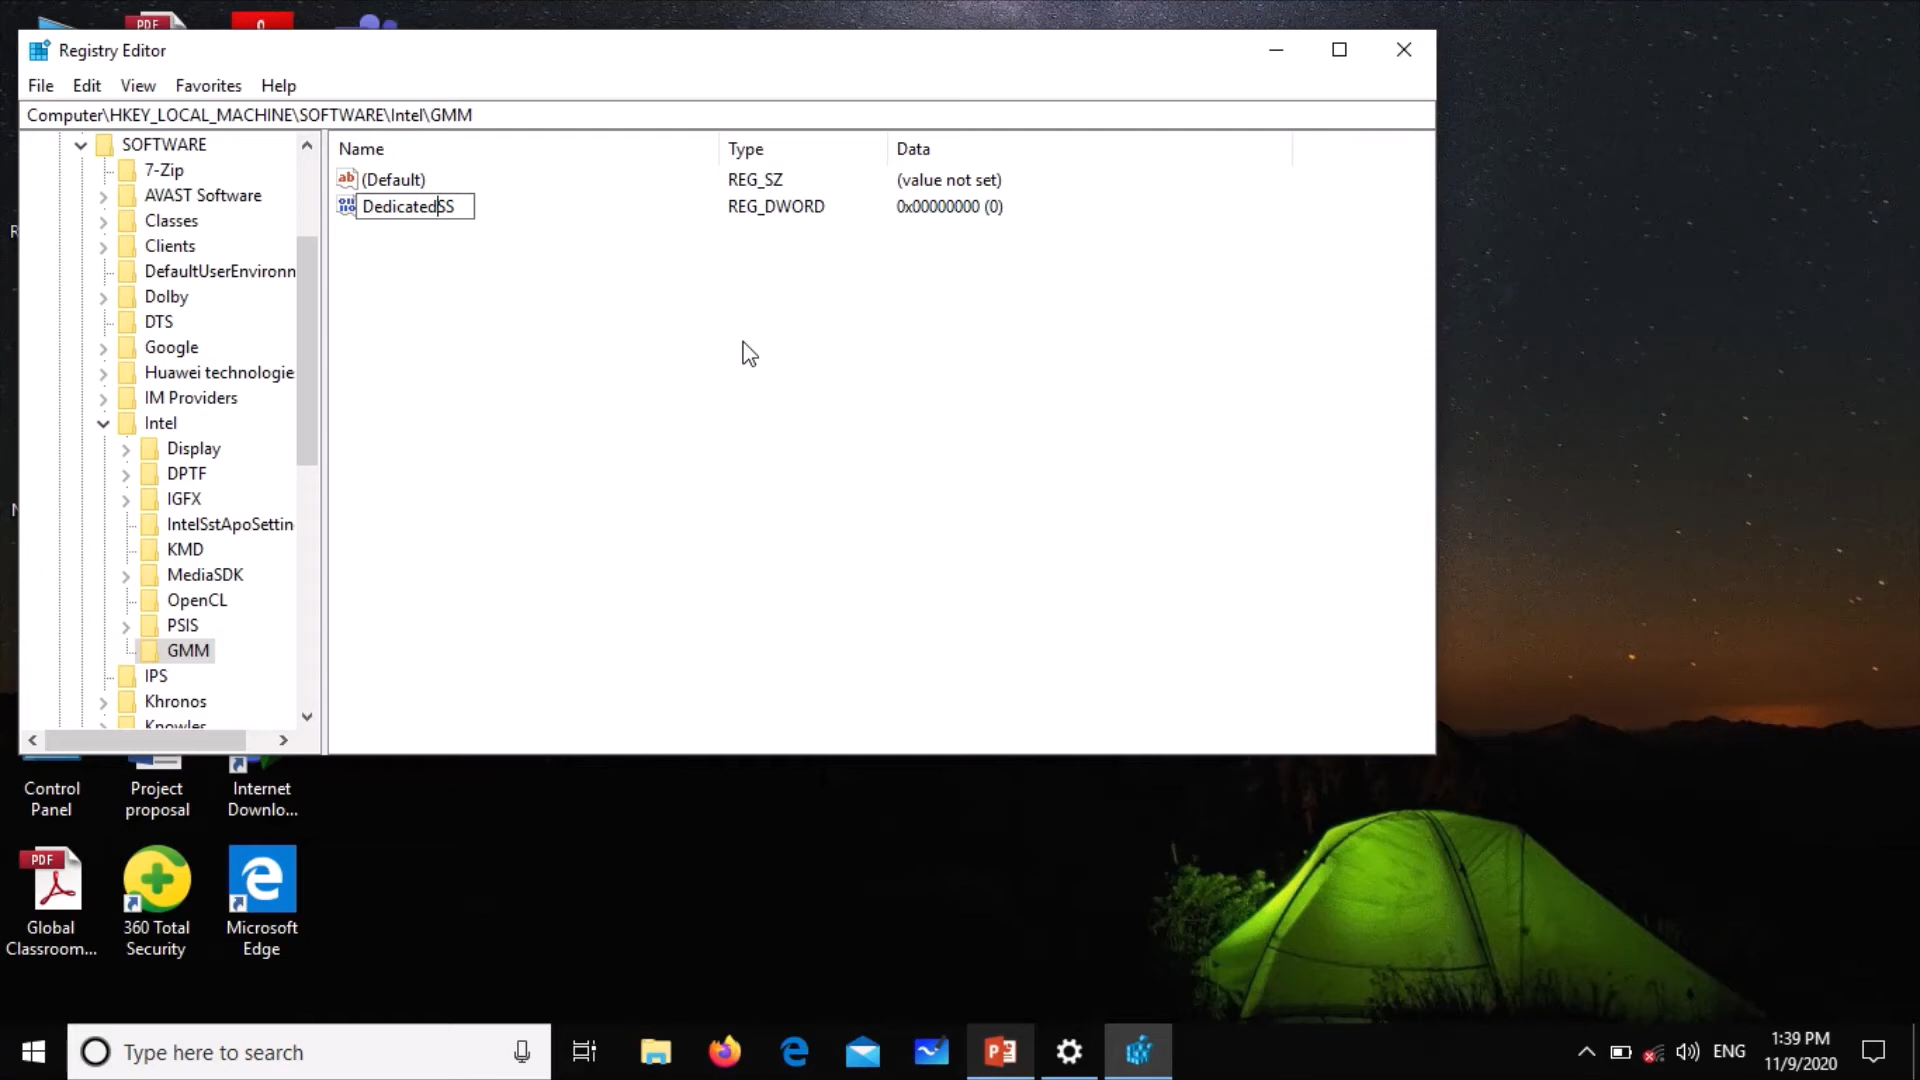 PDF
Registry Editor
File Edit View Favorites Help
Computer\HKEY_LOCAL_MACHINE\SOFTWARE\Intel\GMM
SOFTWARE
7-Zip
AVAST Software
Classes
Clients
DefaultUserEnvironn
Dolby
DTS
Google
Huawei technologie
IM Providers
Intel
Display
DPTF
IGFX
IntelSstApoSettin
KMD
MediaSDK
OpenCL
PSIS
GMM
IPS
Khronos
Knowles
Name Type Data
(Default) REG_SZ (value not set)
DedicatedSS REG_DWORD 0x00000000 (0)
Control Panel
Project proposal
Internet Downlo...
PDF
Global Classroom...
360 Total Security
Microsoft Edge
Type here to search
ENG
1:39 PM
11/9/2020